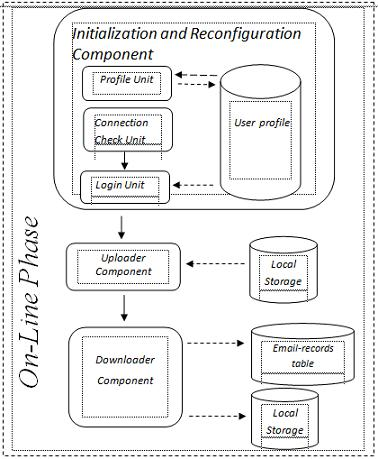 On-Line Phase
Initialization and Reconfiguration
Component
Profile Unit
User profile
Connection
Check Unit
Login Unit
Uploader
Component
Local
Storage
Downloader
Component
Email-records
table
Local
Storage